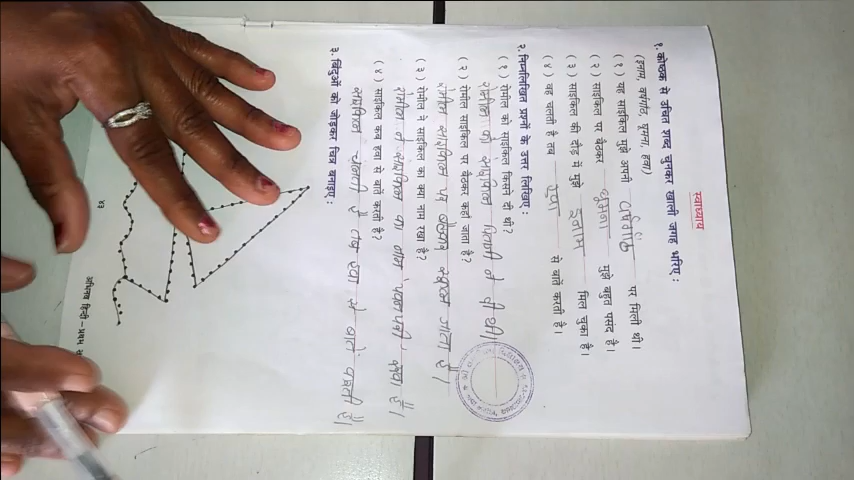 स्वाध्याय
१. कोष्ठक से उचित शब्द चुनकर खाली जगह भरिए :
(इनाम, वर्षगाँठ, घूमना, हवा)
(१) यह साइकिल मुझे अपनी वर्षगाँठ पर मिली थी।
(२) साइकिल पर बैठकर घूमना मुझे बहुत पसंद है।
(३) साइकिल की दौड़ में मुझे इनाम मिल चुका है।
(४) वह चलती है तब हवा से बातें करती है।
२. निम्नलिखित प्रश्नों के उत्तर लिखिए :
(१) रोमील को साइकिल किसने दी थी?
रोमील को साइकिल पिताजी ने दी थी।
(२) रोमील साइकिल पर बैठकर कहाँ जाता है?
रोमील साइकिल पर बैठकर स्कूल जाता है।
(३) रोमील ने साइकिल का क्या नाम रखा है?
रोमील ने साइकिल का नाम रखा है।
(४) साइकिल कब हवा से बातें करती है?
साइकिल चलती है तब हवा से बातें करती है।
३. बिंदुओं को जोड़कर चित्र बनाइए :
४३
अभिनव हिन्दी - प्रथम